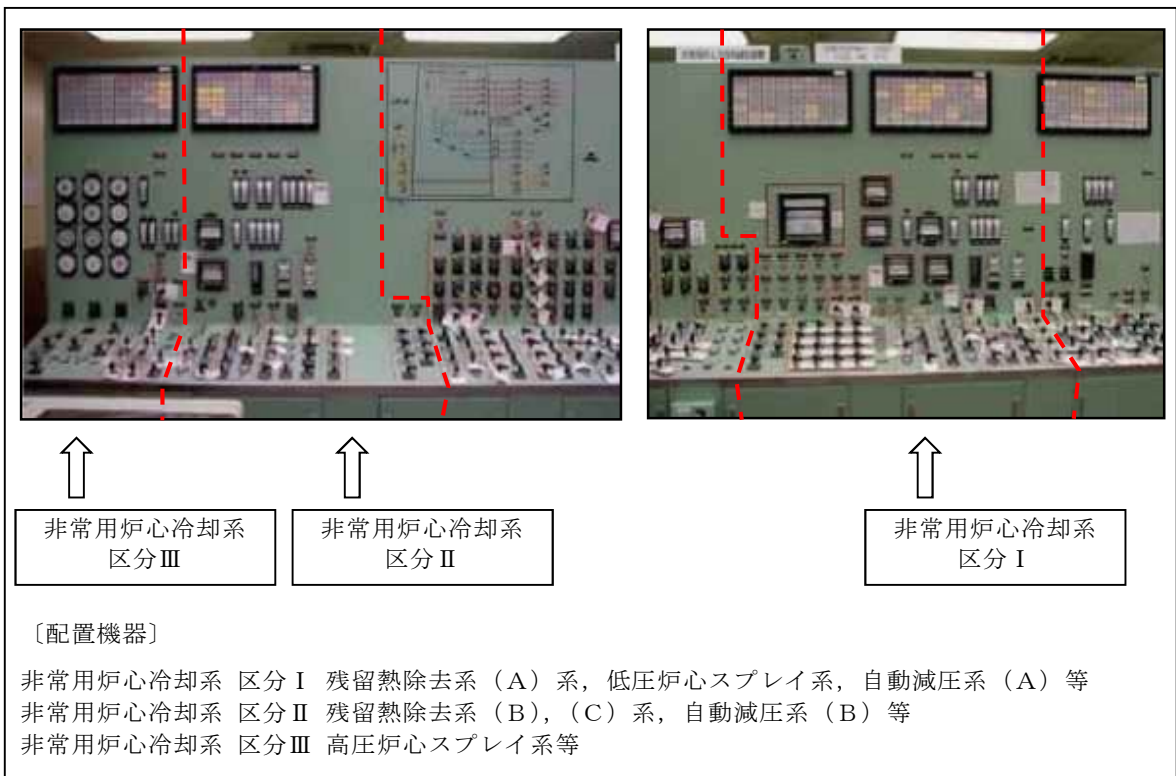 非常用炉心冷却系
区分Ⅲ
非常用炉心冷却系
区分Ⅱ
非常用炉心冷却系
区分Ⅰ
〔配置機器〕
非常用炉心冷却系 区分Ⅰ 残留熱除去系（A）系，低圧炉心スプレイ系，自動減圧系（A）等
非常用炉心冷却系 区分Ⅱ 残留熱除去系（B），（C）系，自動減圧系（B）等
非常用炉心冷却系 区分Ⅲ 高圧炉心スプレイ系等